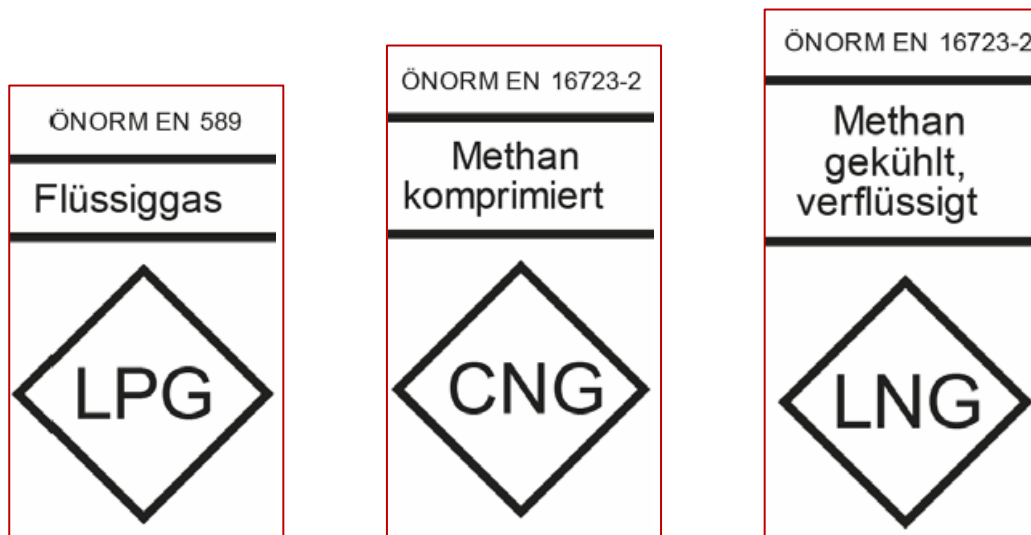 ÖNORM EN 589
Flüssiggas
LPG
ÖNORM EN 16723-2
Methan
komprimiert
CNG
ÖNORM EN 16723-2
Methan
gekühlt,
verflüssigt
LNG